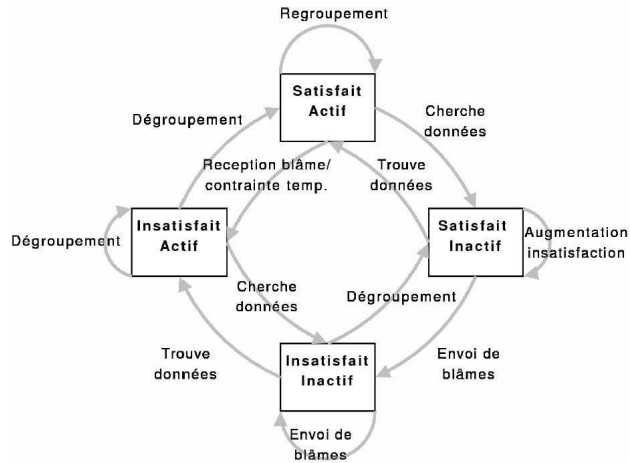 Regroupement
Satisfait
Actif
Dégroupement
Cherche
données
Reception blâme/
contrainte temp.
Trouve
données
Insatisfait
Actif
Dégroupement
Satisfait
Inactif
Augmentation
insatisfaction
Cherche
données
Dégroupement
Trouve
données
Insatisfait
Inactif
Envoi de
blâmes
Envoi de
blâmes